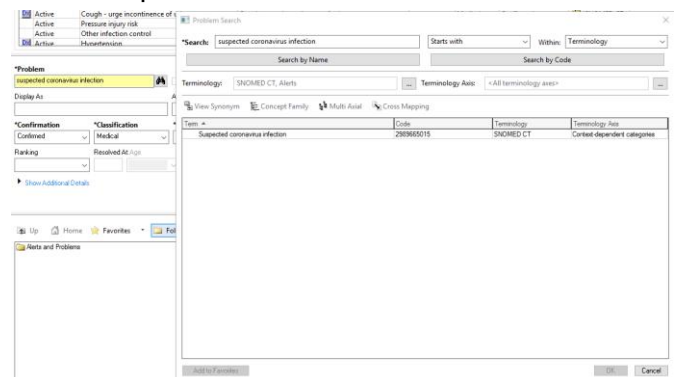 Active Cough - urge incontinence of s
Active Pressure injury risk
Active Other infection control
Active Hypertension
*Problem
suspected coronavirus infection
Display As
A
*Confirmation *Classification
Confirmed Medical
Ranking Resolved At Age
Show Additional Details
Up Home Favorites Fol
Alerts and Problems
Problem Search
*Search: suspected coronavirus infection Starts with Within: Terminology
Search by Name Search by Code
Terminology: SNOMED CT, Alerts ... Terminology Axis: <All terminology axes> ...
View Synonym Concept Family Multi Axial Cross Mapping
Term Code Terminology Terminology Axis
Suspected coronavirus infection 2989665015 SNOMED CT Context-dependent categories
Add to Favorites OK Cancel